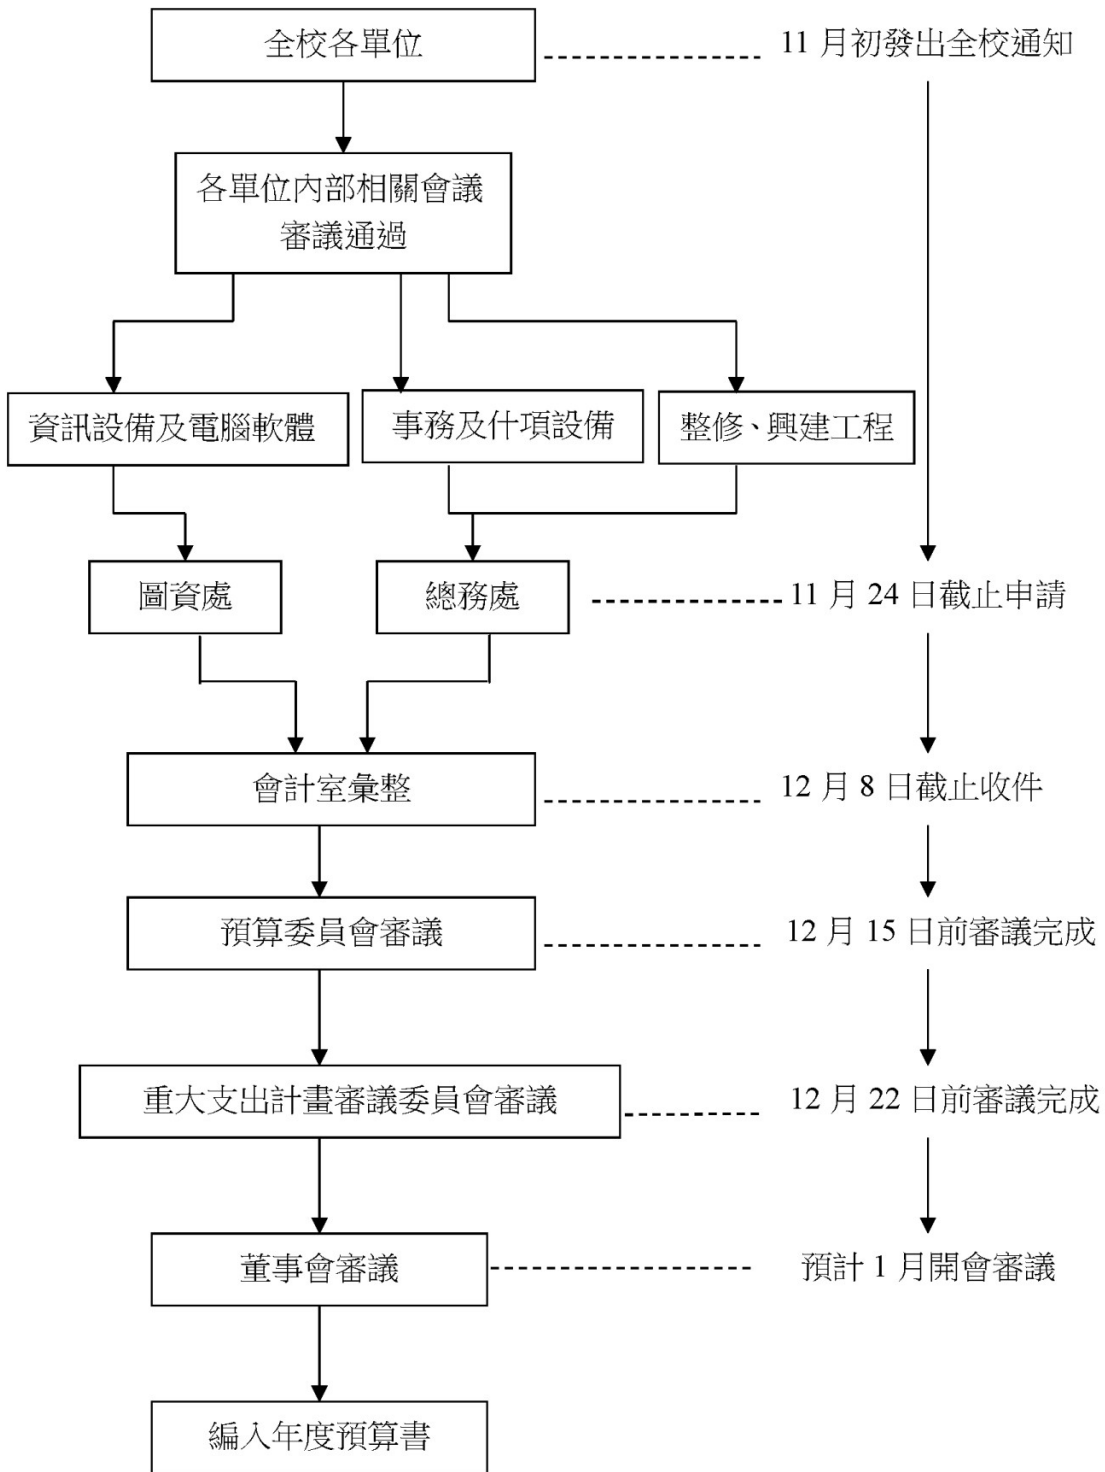 全校各單位
11 月初發出全校通知
各單位內部相關會議
審議通過
資訊設備及電腦軟體
事務及什項設備
整修、興建工程
圖資處
總務處
11 月 24 日截止申請
會計室彙整
12 月 8 日截止收件
預算委員會審議
12 月 15 日前審議完成
重大支出計畫審議委員會審議
12 月 22 日前審議完成
董事會審議
預計 1 月開會審議
編入年度預算書